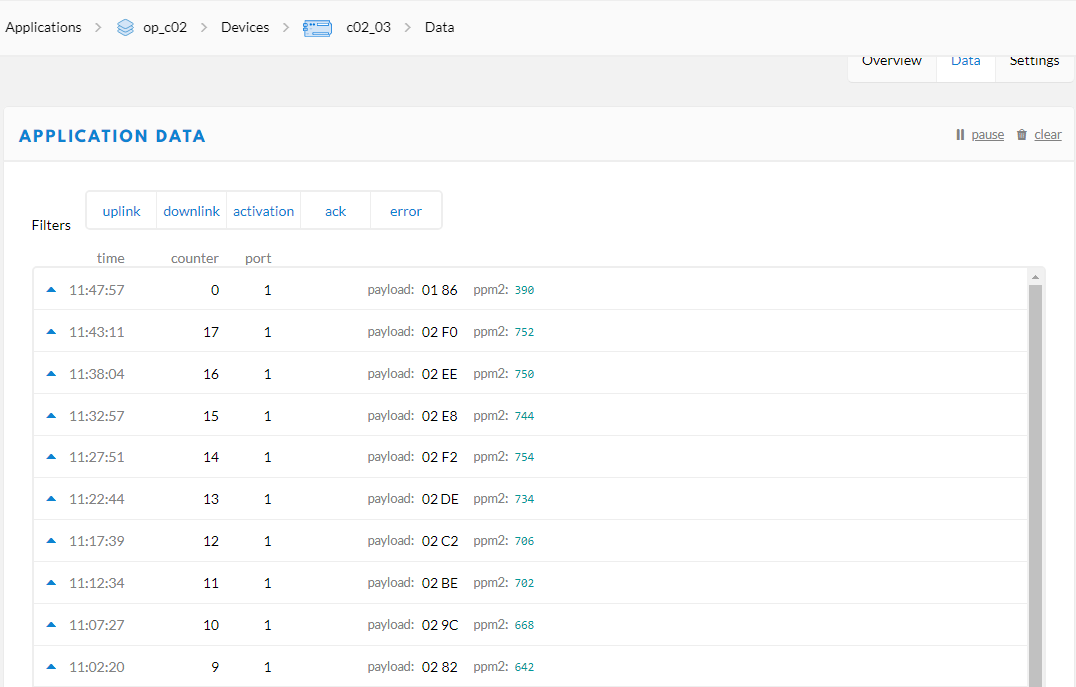 Applications op_c02 Devices c02_03 Data
Overview Data Settings
APPLICATION DATA pause clear
Filters uplink downlink activation ack error
time counter port
11:47:57 0 1 payload: 01 86 ppm2: 390
11:43:11 17 1 payload: 02 F0 ppm2: 752
11:38:04 16 1 payload: 02 EE ppm2: 750
11:32:57 15 1 payload: 02 E8 ppm2: 744
11:27:51 14 1 payload: 02 F2 ppm2: 754
11:22:44 13 1 payload: 02 DE ppm2: 734
11:17:39 12 1 payload: 02 C2 ppm2: 706
11:12:34 11 1 payload: 02 BE ppm2: 702
11:07:27 10 1 payload: 02 9C ppm2: 668
11:02:20 9 1 payload: 02 82 ppm2: 642